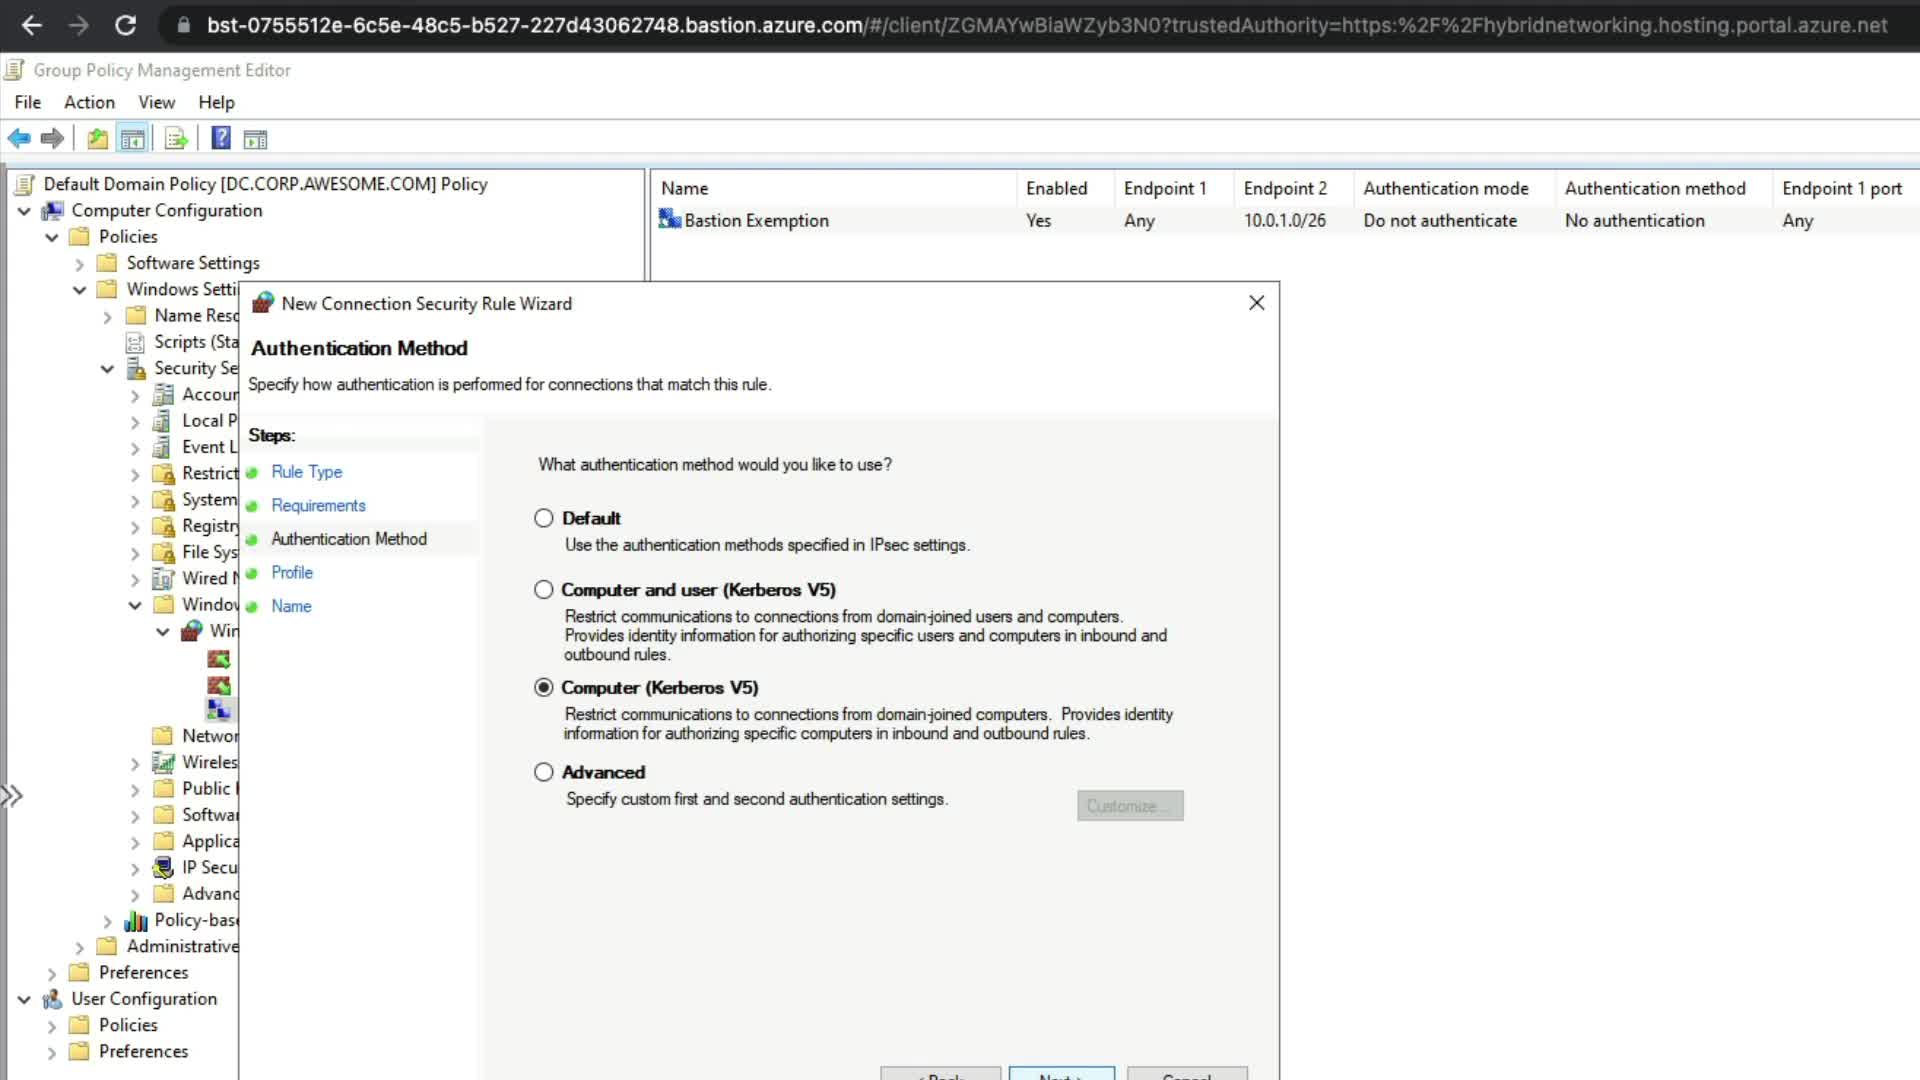 bst-0755512e-6c5e-48c5-b527-227d43062748.bastion.azure.com/#/client/ZGMAYwBiaWZyb3N0?trustedAuthority=https:%2F%2Fhybridnetworking.hosting.portal.azure.net
Group Policy Management Editor
File Action View Help
Default Domain Policy [DC.CORP.AWESOME.COM] Policy
Computer Configuration
Policies
Software Settings
Windows Setti
Name Reso
Scripts (Sta
Security Se
Accour
Local P
Event L
Restrict
System
Registry
File Sys
Wired N
Window
Win
Networ
Wireles
Public
Softwar
Applica
IP Secu
Advanc
Policy-base
Administrative
Preferences
User Configuration
Policies
Preferences
Name Enabled Endpoint 1 Endpoint 2 Authentication mode Authentication method Endpoint 1 port
Bastion Exemption Yes Any 10.0.1.0/26 Do not authenticate No authentication Any
New Connection Security Rule Wizard
Authentication Method
Specify how authentication is performed for connections that match this rule.
Steps:
Rule Type
Requirements
Authentication Method
Profile
Name
What authentication method would you like to use?
Default
Use the authentication methods specified in IPsec settings.
Computer and user (Kerberos V5)
Restrict communications to connections from domain-joined users and computers.
Provides identity information for authorizing specific users and computers in inbound and
outbound rules.
Computer (Kerberos V5)
Restrict communications to connections from domain-joined computers. Provides identity
information for authorizing specific computers in inbound and outbound rules.
Advanced
Specify custom first and second authentication settings.
Customize...
< Back Next > Cancel